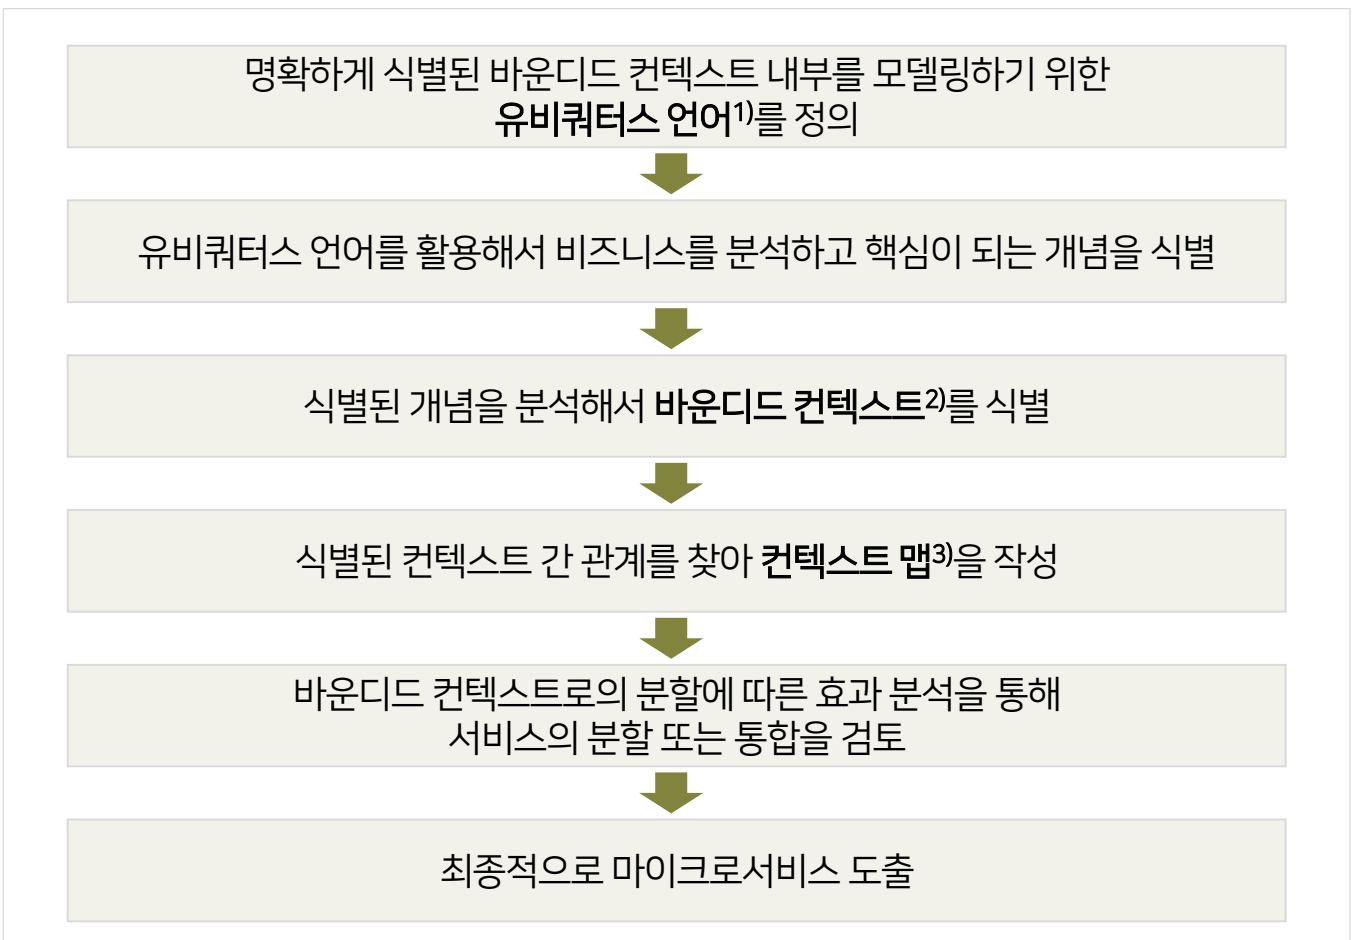 명확하게 식별된 바운디드 컨텍스트 내부를 모델링하기 위한
유비쿼터스 언어1)를 정의
유비쿼터스 언어를 활용해서 비즈니스를 분석하고 핵심이 되는 개념을 식별
식별된 개념을 분석해서 바운디드 컨텍스트2)를 식별
식별된 컨텍스트 간 관계를 찾아 컨텍스트 맵3)을 작성
바운디드 컨텍스트로의 분할에 따른 효과 분석을 통해
서비스의 분할 또는 통합을 검토
최종적으로 마이크로서비스 도출